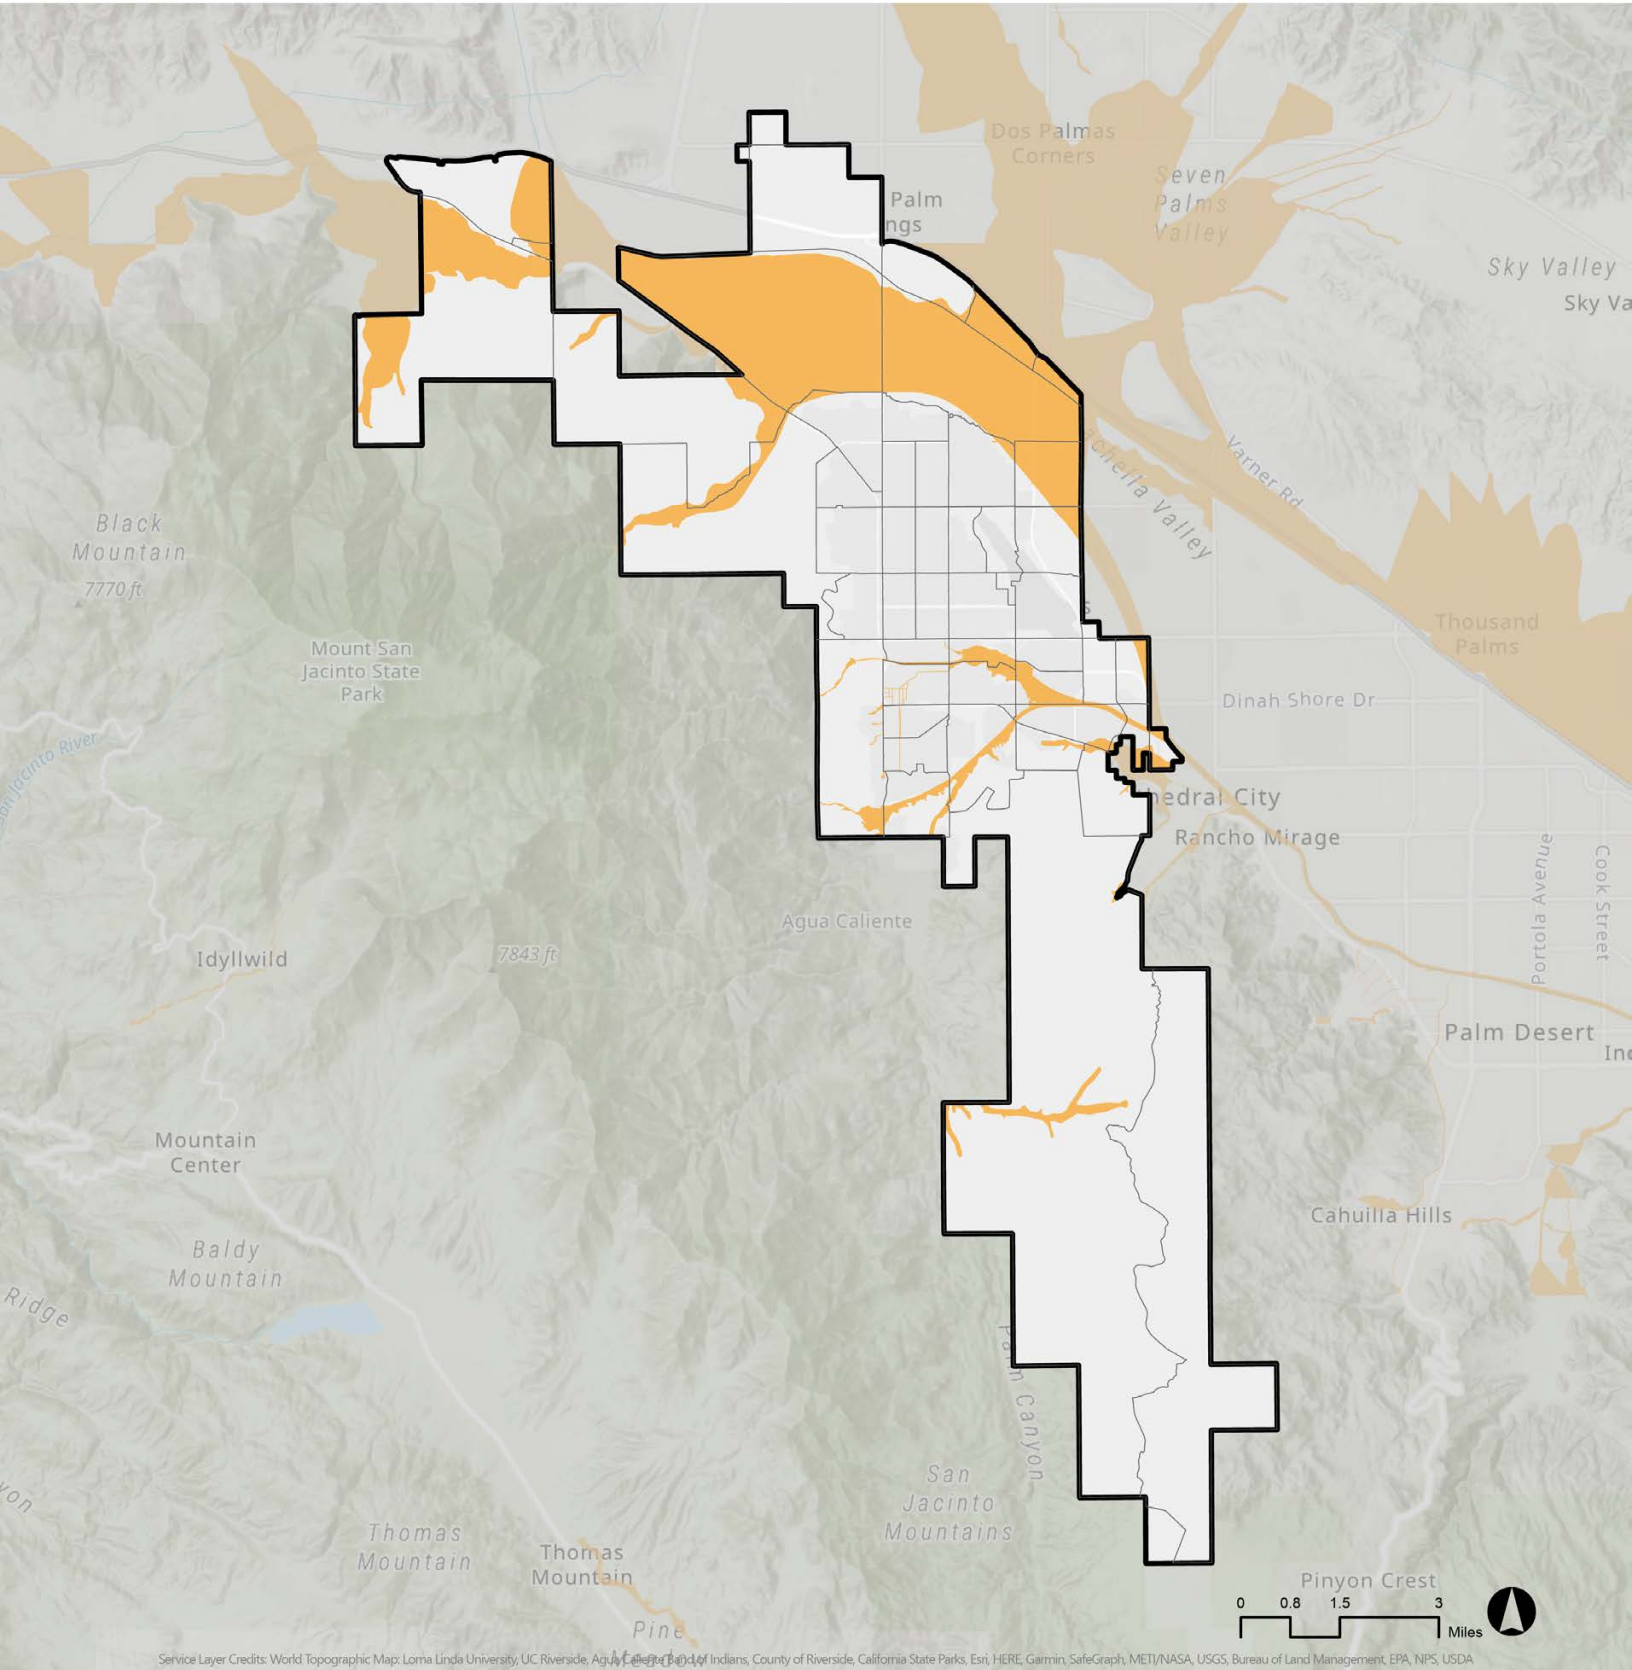 Dos Palmas
Corners
Seven
Palms
Valley
Palm
ngs
Sky Valley
Sky Va
Varner Rd
achella Valley
Black
Mountain
7770 ft
Thousand
Palms
Mount San
Jacinto State
Park
s
Dinah Shore Dr
an Jacinto River
hedral City
Rancho Mirage
Portola Avenue
Cook Street
Agua Caliente
7843 ft
Idyllwild
Palm Desert
Ind
Mountain
Center
Cahuilla Hills
Baldy
Mountain
Ridge
Palm Canyon
yon
San
Jacinto
Mountains
Thomas
Mountain
Thomas
Mountain
Pinyon Crest
Pine
Meadow
0 0.8 1.5 3
Miles
Service Layer Credits: World Topographic Map: Loma Linda University, UC Riverside, Agua Caliente Band of Indians, County of Riverside, California State Parks, Esri, HERE, Garmin, SafeGraph, METI/NASA, USGS, Bureau of Land Management, EPA, NPS, USDA